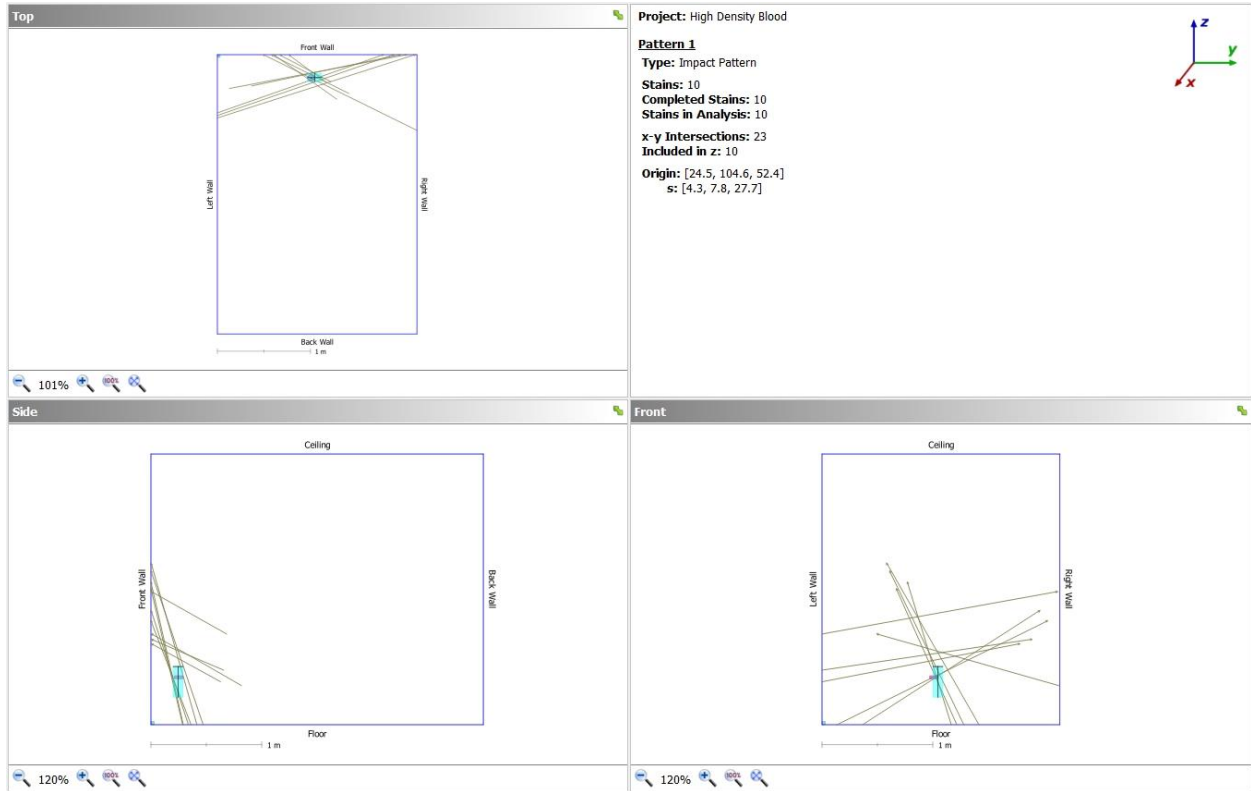 Top
Front Wall
Left Wall
Right Wall
Back Wall
1 m
101%
100%
Project: High Density Blood
Pattern 1
Type: Impact Pattern
Stains: 10
Completed Stains: 10
Stains in Analysis: 10
x-y Intersections: 23
Included in z: 10
Origin: [24.5, 104.6, 52.4]
s: [4.3, 7.8, 27.7]
z
y
x
Side
Ceiling
Front Wall
Back Wall
Floor
1 m
120%
100%
Front
Ceiling
Left Wall
Right Wall
Floor
1 m
120%
100%